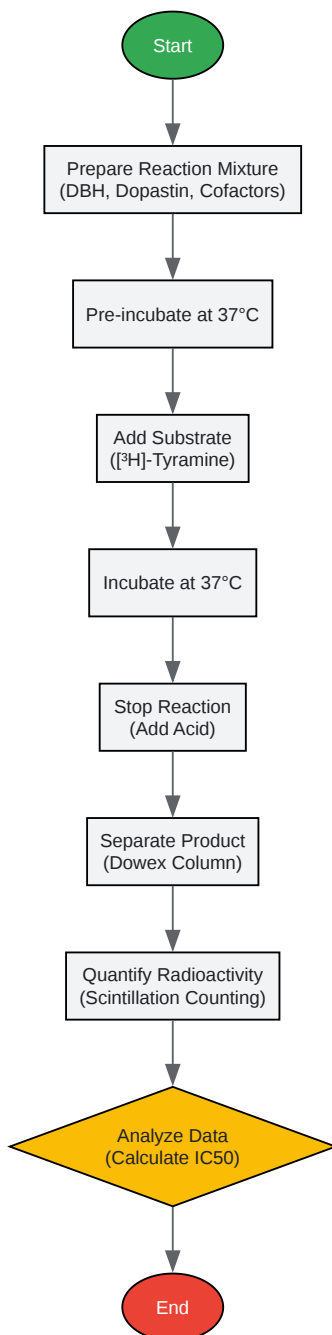 Start
Prepare Reaction Mixture
(DBH, Dopastin, Cofactors)
Pre-incubate at 37°C
Add Substrate
([³H]-Tyramine)
Incubate at 37°C
Stop Reaction
(Add Acid)
Separate Product
(Dowex Column)
Quantify Radioactivity
(Scintillation Counting)
Analyze Data
(Calculate IC50)
End